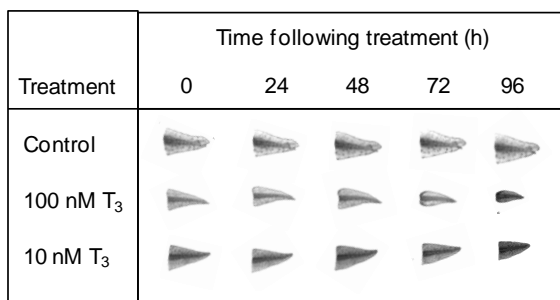 Time following treatment (h)
Treatment 0 24 48 72 96
Control
100 nM T₃
10 nM T₃